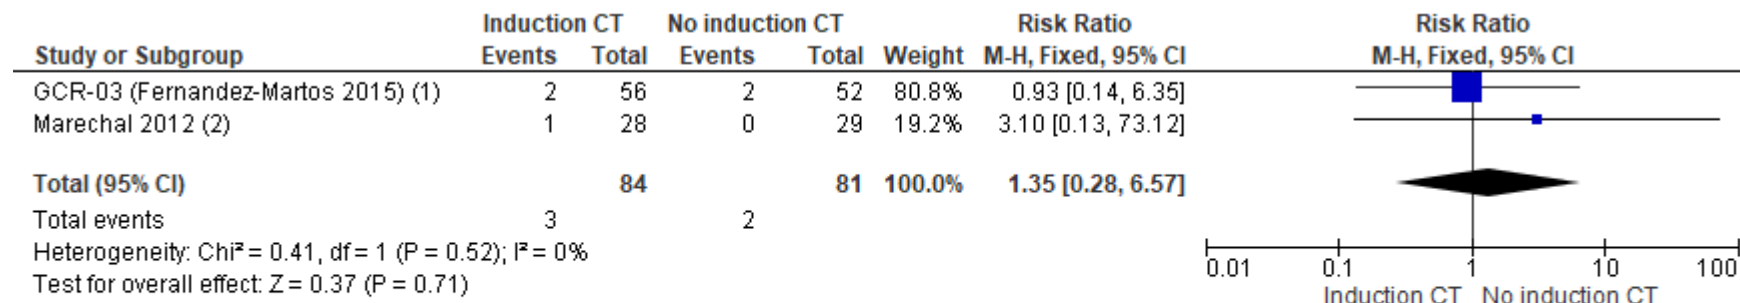 Induction CT No induction CT Risk Ratio Risk Ratio
Study or Subgroup Events Total Events Total Weight M-H, Fixed, 95% CI M-H, Fixed, 95% CI
GCR-03 (Fernandez-Martos 2015) (1) 2 56 2 52 80.8% 0.93 [0.14, 6.35]
Marechal 2012 (2) 1 28 0 29 19.2% 3.10 [0.13, 73.12]
Total (95% CI) 84 81 100.0% 1.35 [0.28, 6.57]
Total events 3 2
Heterogeneity: Chi² = 0.41, df = 1 (P = 0.52); I² = 0%
Test for overall effect: Z = 0.37 (P = 0.71)
0.01 0.1 1 10 100
Induction CT No induction CT